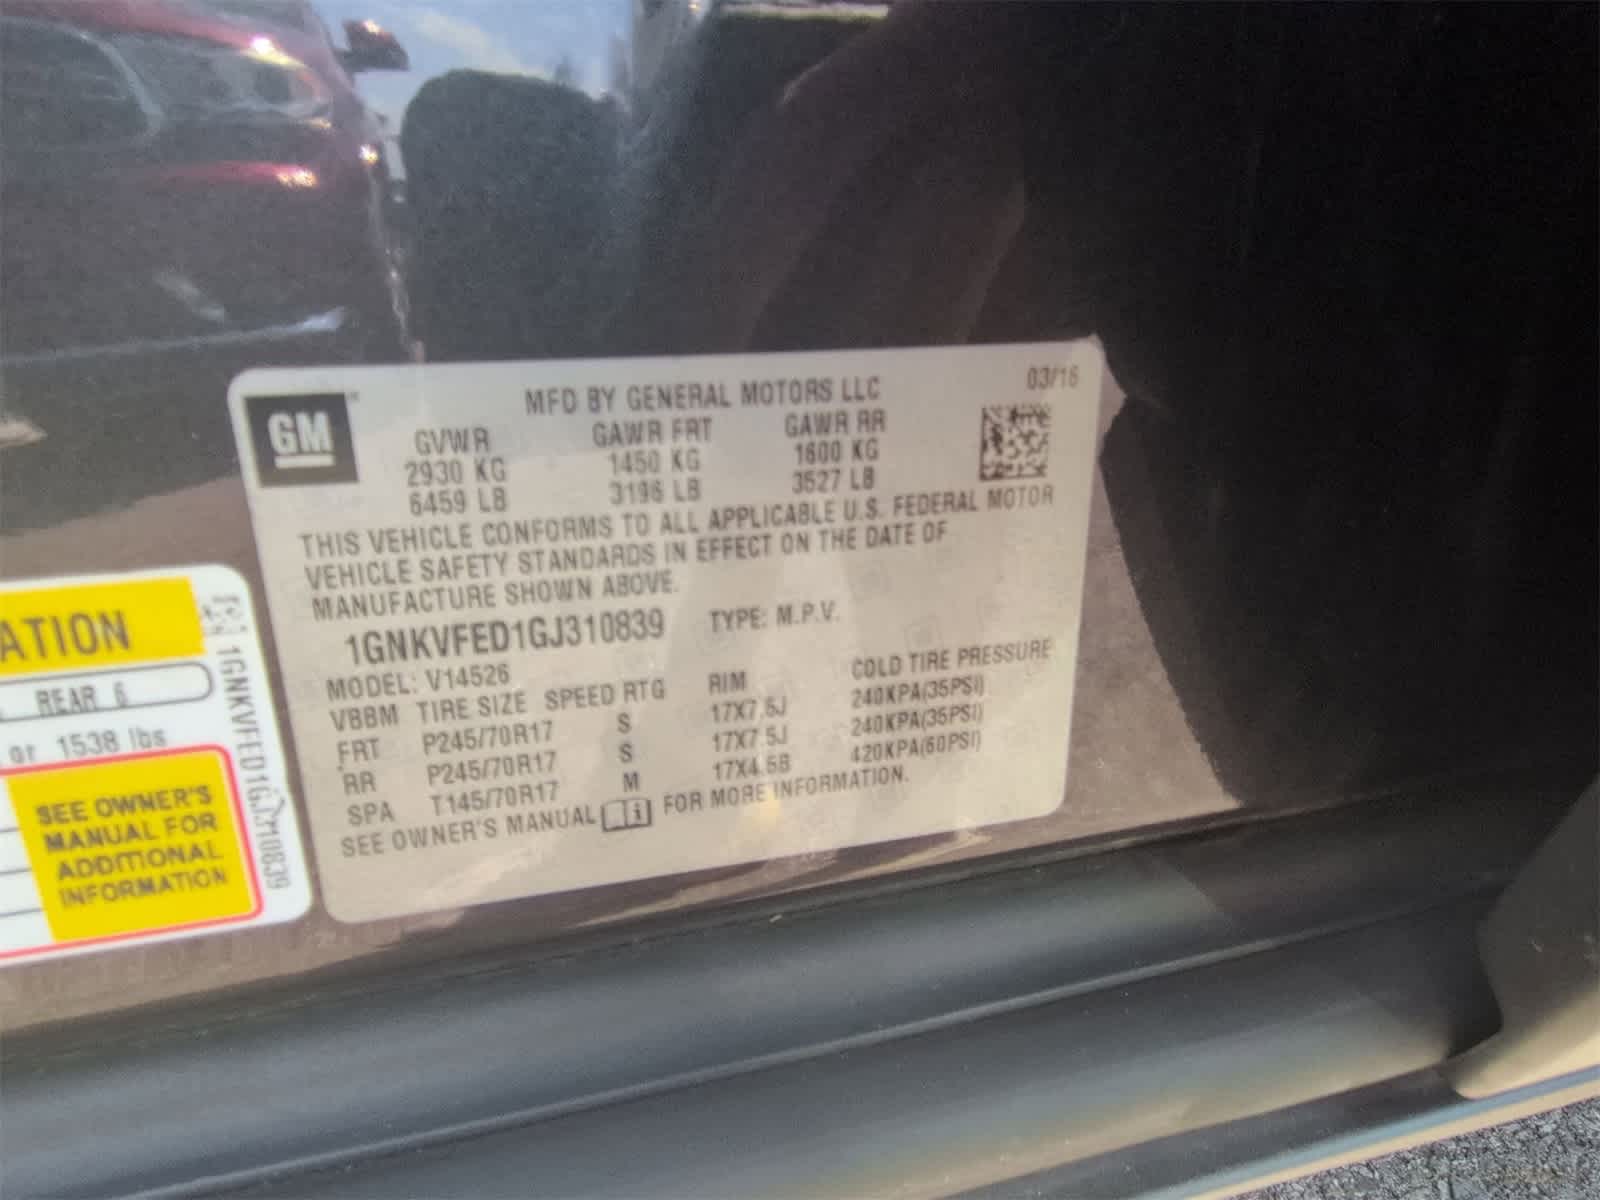 GM
MFD BY GENERAL MOTORS LLC
03/16
GVWR GAWR FRT GAWR RR
2930 KG 1450 KG 1600 KG
6459 LB 3196 LB 3527 LB
THIS VEHICLE CONFORMS TO ALL APPLICABLE U.S. FEDERAL MOTOR
VEHICLE SAFETY STANDARDS IN EFFECT ON THE DATE OF
MANUFACTURE SHOWN ABOVE.
1GNKVFED1GJ310839 TYPE: M.P.V.
MODEL: V14526
VBBM TIRE SIZE SPEED RTG RIM COLD TIRE PRESSURE
FRT P245/70R17 S 17X7.5J 240KPA(35PSI)
RR P245/70R17 S 17X7.5J 240KPA(35PSI)
SPA T145/70R17 M 17X4.5B 420KPA(60PSI)
SEE OWNER'S MANUAL i FOR MORE INFORMATION.
ATION
REAR 6
or 1538 lbs
SEE OWNER'S
MANUAL FOR
ADDITIONAL
INFORMATION
1GNKVFED1GJ310839